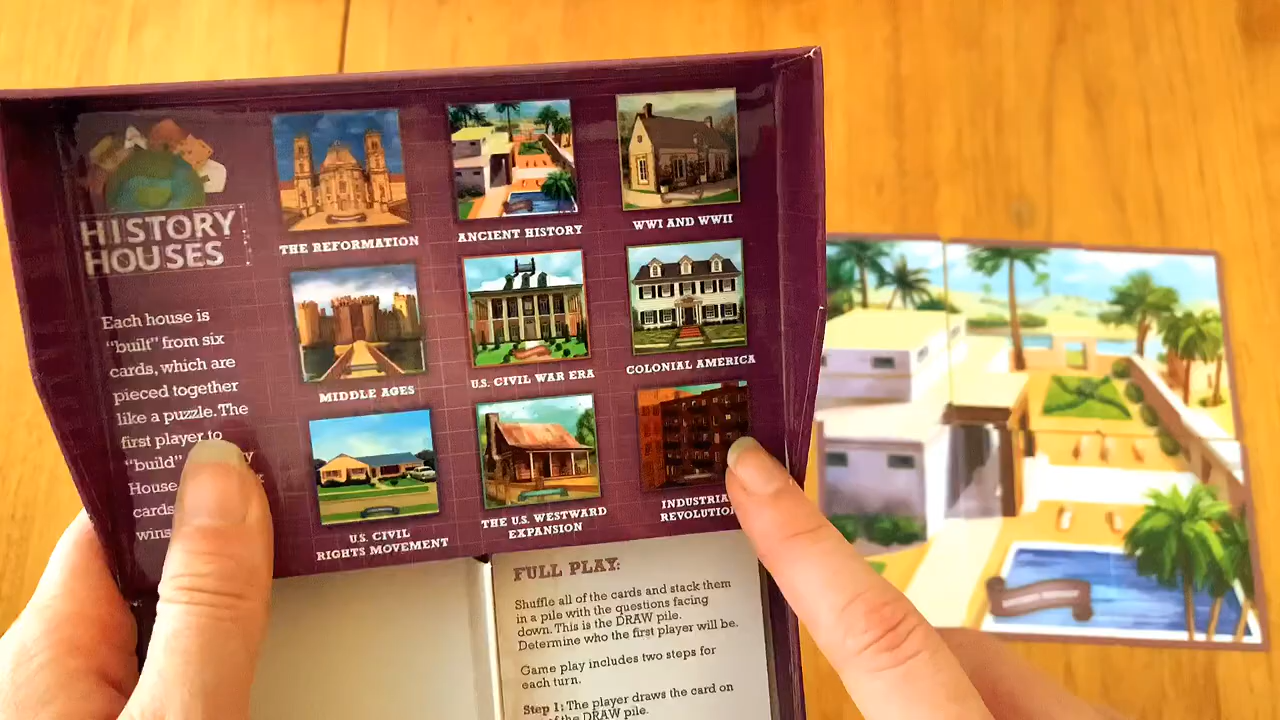 HISTORY
HOUSES
Each house is
"built" from six
cards, which are
pieced together
like a puzzle. The
first player to
"build"
House
cards
wins
THE REFORMATION
ANCIENT HISTORY
WWI AND WWII
MIDDLE AGES
U.S. CIVIL WAR ERA
COLONIAL AMERICA
U.S. CIVIL
RIGHTS MOVEMENT
THE U.S. WESTWARD
EXPANSION
INDUSTRIAL
REVOLUTION
FULL PLAY:
Shuffle all of the cards and stack them
in a pile with the questions facing
down. This is the DRAW pile.
Determine who the first player will be.
Game play includes two steps for
each turn.
Step 1: The player draws the card on
of the DRAW pile.